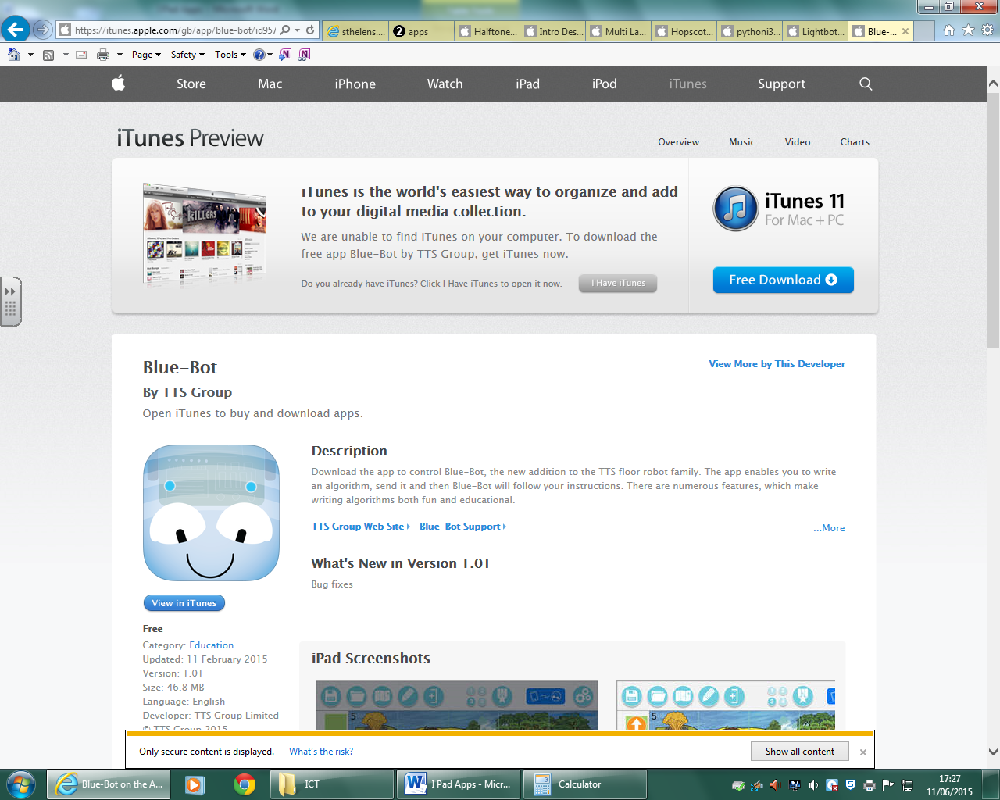 https://itunes.apple.com/gb/app/blue-bot/id957
sthelens....
apps
Halftone...
Intro Des...
Multi La...
Hopscot...
pythoni3...
Lightbot...
Blue-...
Page
Safety
Tools
Store
Mac
iPhone
Watch
iPad
iPod
iTunes
Support
iTunes Preview
Overview
Music
Video
Charts
iTunes is the world's easiest way to organize and add
to your digital media collection.
We are unable to find iTunes on your computer. To download the
free app Blue-Bot by TTS Group, get iTunes now.
Do you already have iTunes? Click I Have iTunes to open it now.
I Have iTunes
iTunes 11
For Mac + PC
Free Download
KILLERS
Blue-Bot
View More by This Developer
By TTS Group
Open iTunes to buy and download apps.
Description
Download the app to control Blue-Bot, the new addition to the TTS floor robot family. The app enables you to write
an algorithm, send it and then Blue-Bot will follow your instructions. There are numerous features, which make
writing algorithms both fun and educational.
TTS Group Web Site
Blue-Bot Support
...More
What's New in Version 1.01
Bug fixes
View in iTunes
Free
Category: Education
Updated: 11 February 2015
Version: 1.01
Size: 46.8 MB
Language: English
Developer: TTS Group Limited
© TTS Group 2015
iPad Screenshots
5
5
Only secure content is displayed.
What's the risk?
Show all content
Blue-Bot on the A...
ICT
I Pad Apps - Micr...
Calculator
17:27
11/06/2015